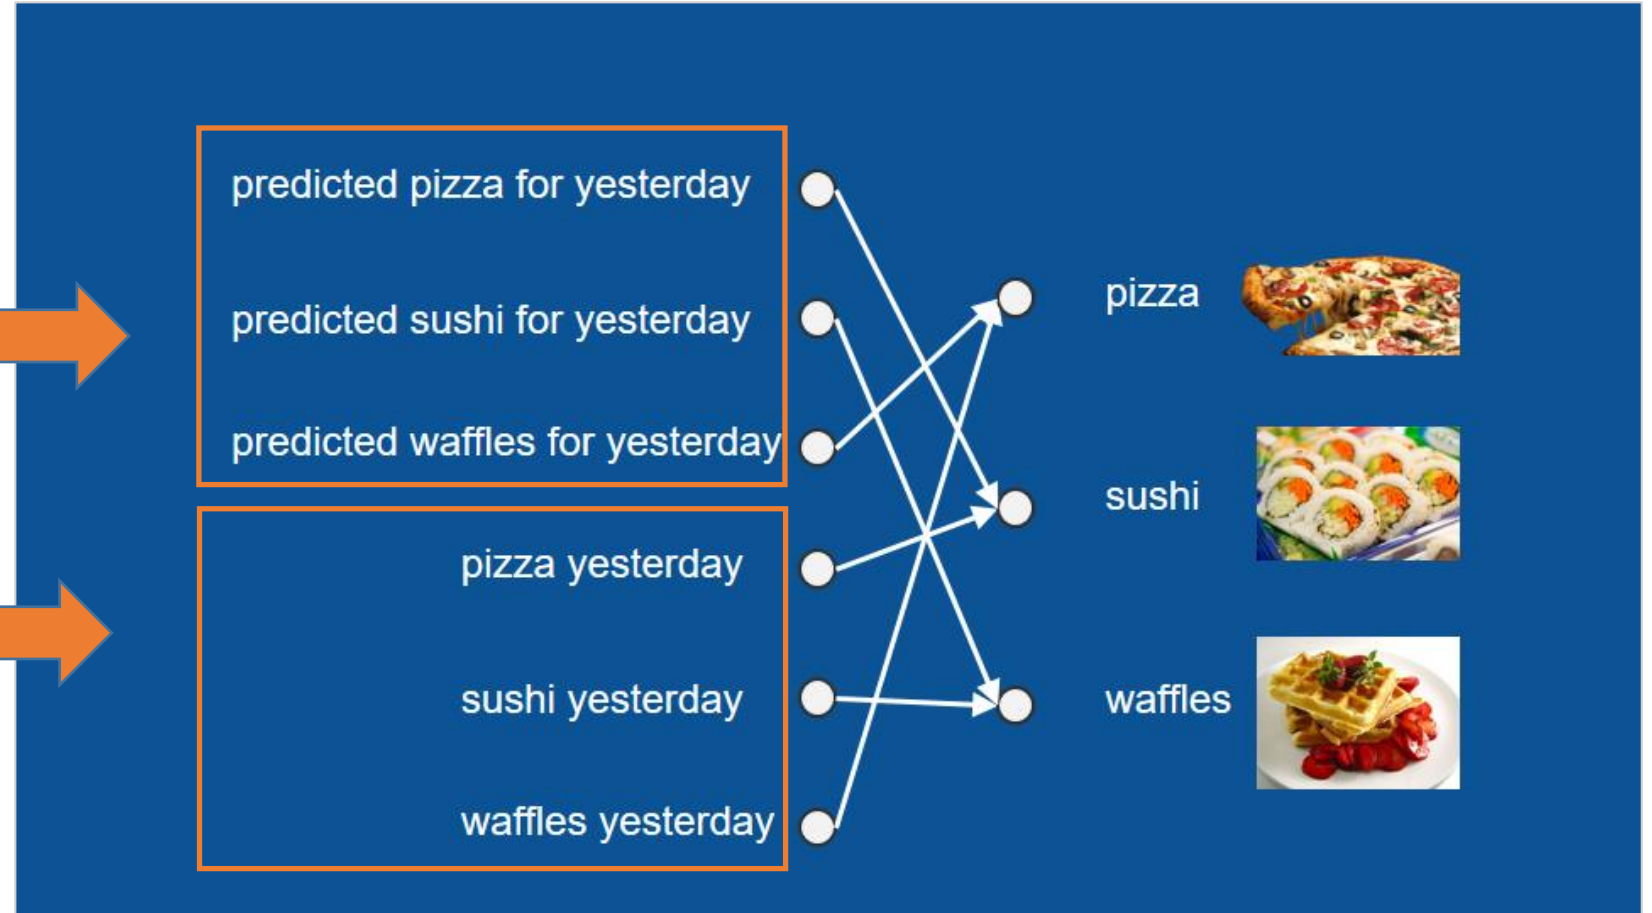 predicted pizza for yesterday
predicted sushi for yesterday
predicted waffles for yesterday
pizza yesterday
sushi yesterday
waffles yesterday
pizza
sushi
waffles